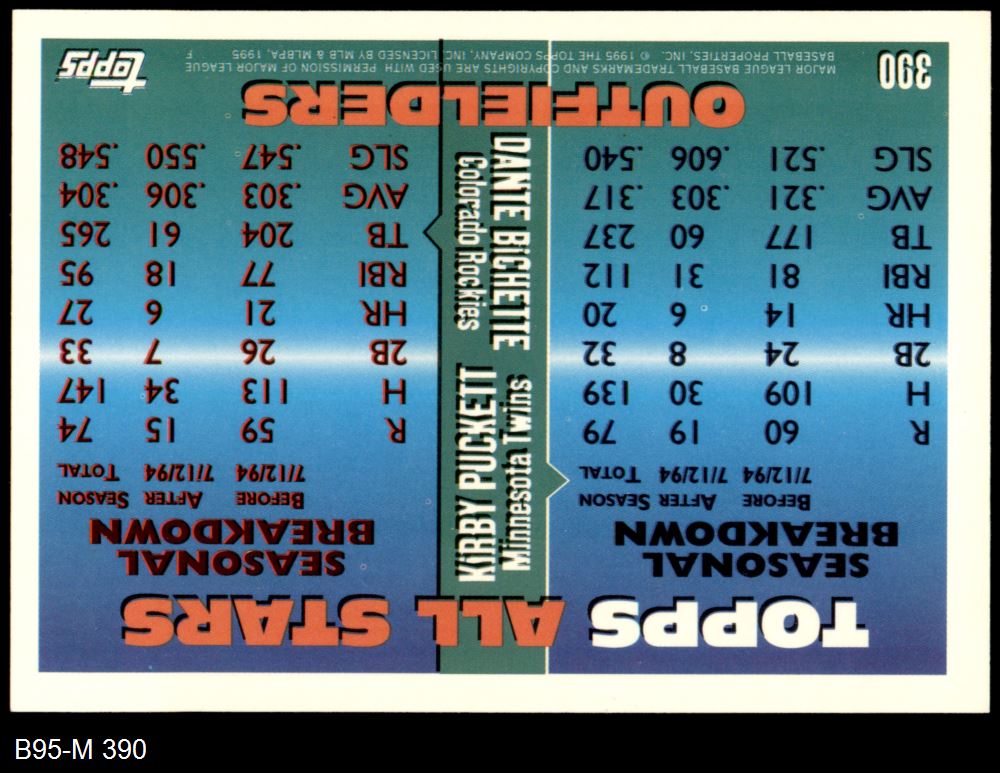 TOPPS ALL STARS
SEASONAL
BREAKDOWN
BEFORE AFTER SEASON
7/12/94 7/12/94 TOTAL
R 60 19 79
H 109 30 139
2B 24 8 32
HR 14 6 20
RBI 81 31 112
TB 177 60 237
AVG .321 .303 .317
SLG .521 .606 .540
KIRBY PUCKETT
Minnesota Twins
DANTE BICHETTE
Colorado Rockies
SEASONAL
BREAKDOWN
BEFORE AFTER SEASON
7/12/94 7/12/94 TOTAL
R 59 15 74
H 113 34 147
2B 26 7 33
HR 21 6 27
RBI 77 18 95
TB 204 61 265
AVG .303 .306 .304
SLG .547 .550 .548
OUTFIELDERS
390
MAJOR LEAGUE BASEBALL TRADEMARKS AND COPYRIGHTS ARE USED WITH PERMISSION OF MAJOR LEAGUE
BASEBALL PROPERTIES, INC. © 1995 THE TOPPS COMPANY, INC. LICENSED BY MLB & MLBPA, 1995 F
Topps
B95-M 390